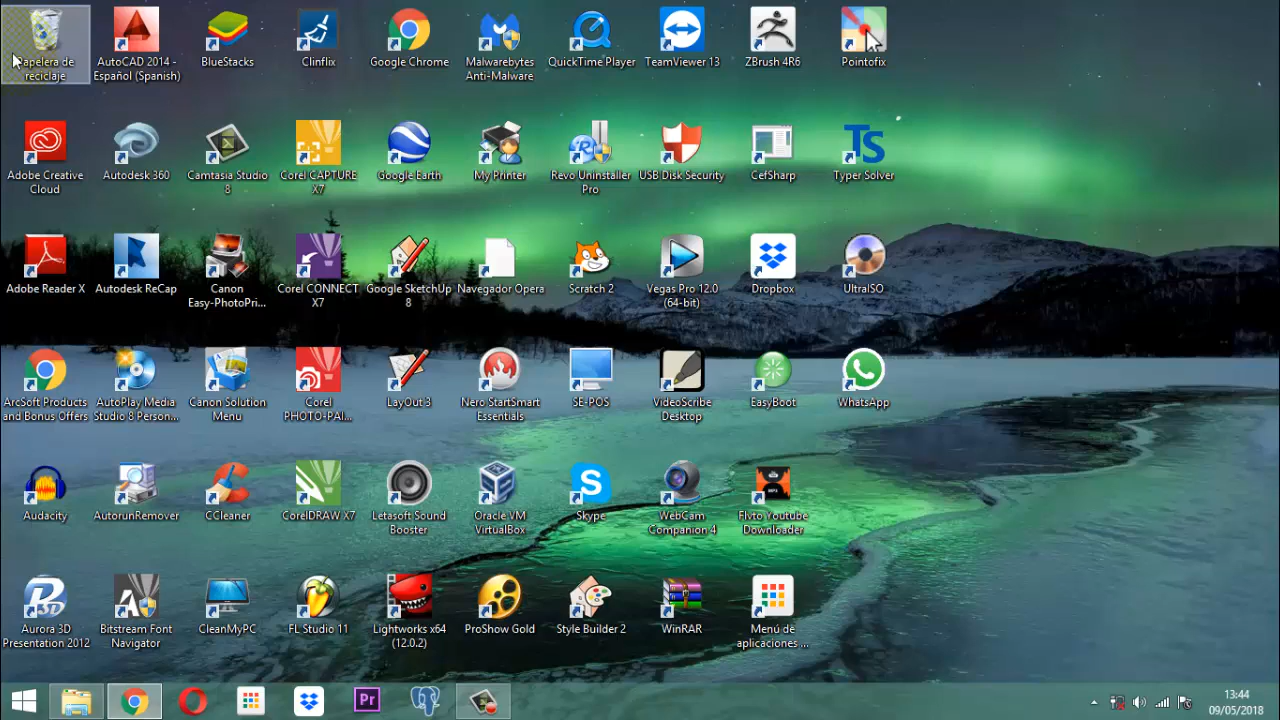 Papelera de
reciclaje
AutoCAD 2014 -
Español (Spanish)
BlueStacks
Clinflix
Google Chrome
Malwarebytes
Anti-Malware
QuickTime Player
TeamViewer 13
ZBrush 4R6
Pointofix
Adobe Creative
Cloud
Autodesk 360
Camtasia Studio
8
Corel CAPTURE
X7
Google Earth
My Printer
Revo Uninstaller
Pro
USB Disk Security
CefSharp
TS
Typer Solver
Adobe Reader X
Autodesk ReCap
Canon
Easy-PhotoPri...
Corel CONNECT
X7
Google SketchUp
8
Navegador Opera
Scratch 2
Vegas Pro 12.0
(64-bit)
Dropbox
UltraISO
ArcSoft Products
and Bonus Offers
AutoPlay Media
Studio 8 Person...
Canon Solution
Menu
Corel
PHOTO-PAI...
LayOut 3
Nero StartSmart
Essentials
SE-POS
VideoScribe
Desktop
EasyBoot
WhatsApp
Audacity
AutorunRemover
CCleaner
CorelDRAW X7
Letasoft Sound
Booster
Oracle VM
VirtualBox
Skype
WebCam
Companion 4
Flvto Youtube
Downloader
Aurora 3D
Presentation 2012
Bitstream Font
Navigator
CleanMyPC
FL Studio 11
Lightworks x64
(12.0.2)
ProShow Gold
Style Builder 2
WinRAR
Menú de
aplicaciones ...
Pr
13:44
09/05/2018